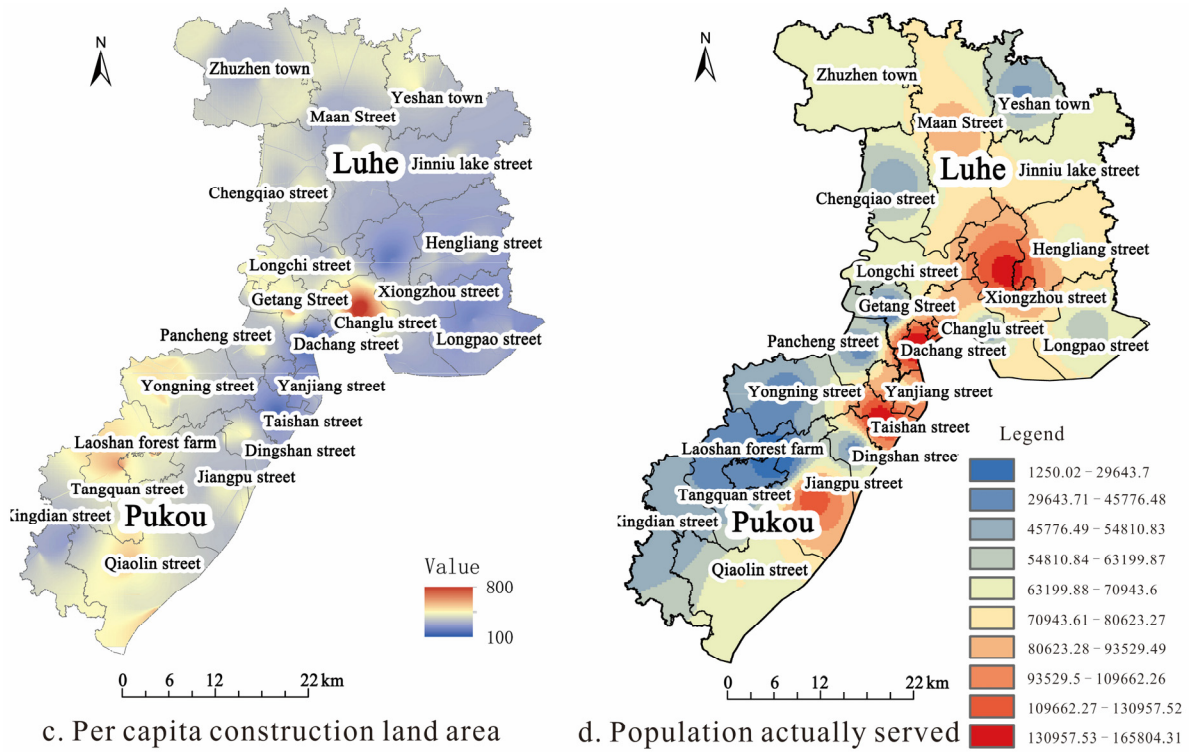 N
Zhuzhen town
Yeshan town
Maan Street
Luhe
Jinniu lake street
Chengqiao street
Hengliang street
Longchi street
Getang Street
Xiongzhou street
Changlu street
Pancheng street
Dachang street
Longpao street
Yongning street
Yanjiang street
Taishan street
Laoshan forest farm
Dingshan street
Jiangpu street
Tangquan street
Xingdian street
Pukou
Qiaolin street
Value
800
100
0 6 12 22 km
c. Per capita construction land area
N
Zhuzhen town
Yeshan town
Maan Street
Luhe
Jinniu lake street
Chengqiao street
Hengliang street
Longchi street
Getang Street
Xiongzhou street
Changlu street
Pancheng street
Dachang street
Longpao street
Yongning street
Yanjiang street
Taishan street
Laoshan forest farm
Dingshan stree
Jiangpu street
Tangquan street
Xingdian street
Pukou
Qiaolin street
Legend
1250.02 - 29643.7
29643.71 - 45776.48
45776.49 - 54810.83
54810.84 - 63199.87
63199.88 - 70943.6
70943.61 - 80623.27
80623.28 - 93529.49
93529.5 - 109662.26
109662.27 - 130957.52
130957.53 - 165804.31
0 6 12 22 km
d. Population actually served